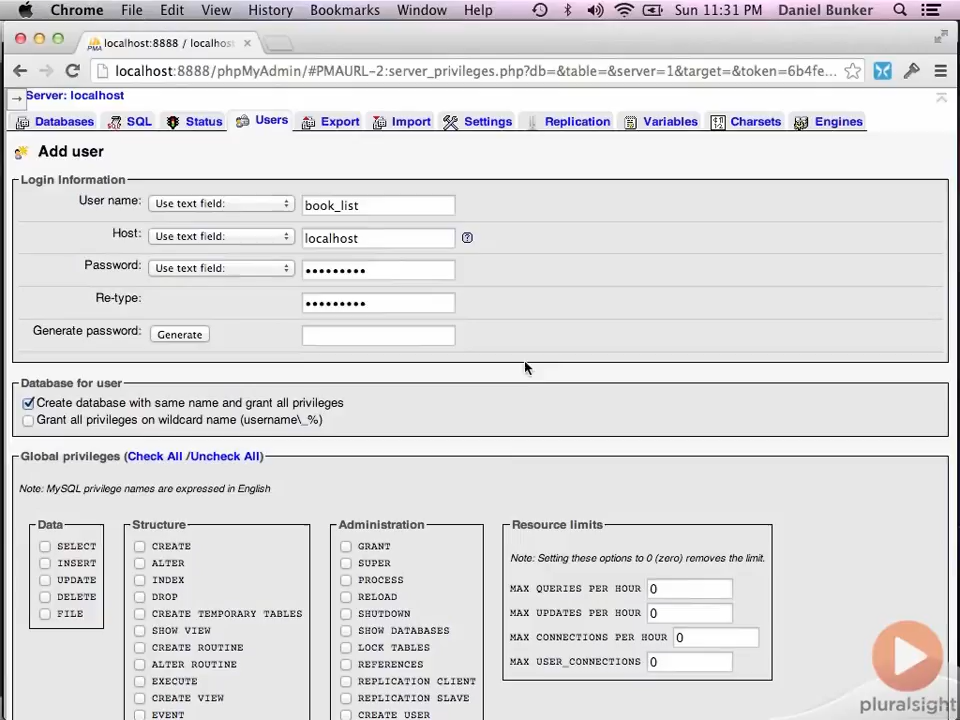 Chrome File Edit View History Bookmarks Window Help Sun 11:31 PM Daniel Bunker
localhost:8888 / localhos
localhost:8888/phpMyAdmin/#PMAURL-2:server_privileges.php?db=&table=&server=1&target=&token=6b4fe...
Server: localhost
Databases SQL Status Users Export Import Settings Replication Variables Charsets Engines
Add user
Login Information
User name: Use text field: book_list
Host: Use text field: localhost
Password: Use text field: •••••••••
Re-type: •••••••••
Generate password: Generate
Database for user
Create database with same name and grant all privileges
Grant all privileges on wildcard name (username\_%)
Global privileges (Check All /Uncheck All)
Note: MySQL privilege names are expressed in English
Data
SELECT
INSERT
UPDATE
DELETE
FILE
Structure
CREATE
ALTER
INDEX
DROP
CREATE TEMPORARY TABLES
SHOW VIEW
CREATE ROUTINE
ALTER ROUTINE
EXECUTE
CREATE VIEW
EVENT
Administration
GRANT
SUPER
PROCESS
RELOAD
SHUTDOWN
SHOW DATABASES
LOCK TABLES
REFERENCES
REPLICATION CLIENT
REPLICATION SLAVE
CREATE USER
Resource limits
Note: Setting these options to 0 (zero) removes the limit.
MAX QUERIES PER HOUR 0
MAX UPDATES PER HOUR 0
MAX CONNECTIONS PER HOUR 0
MAX USER_CONNECTIONS 0
pluralsight